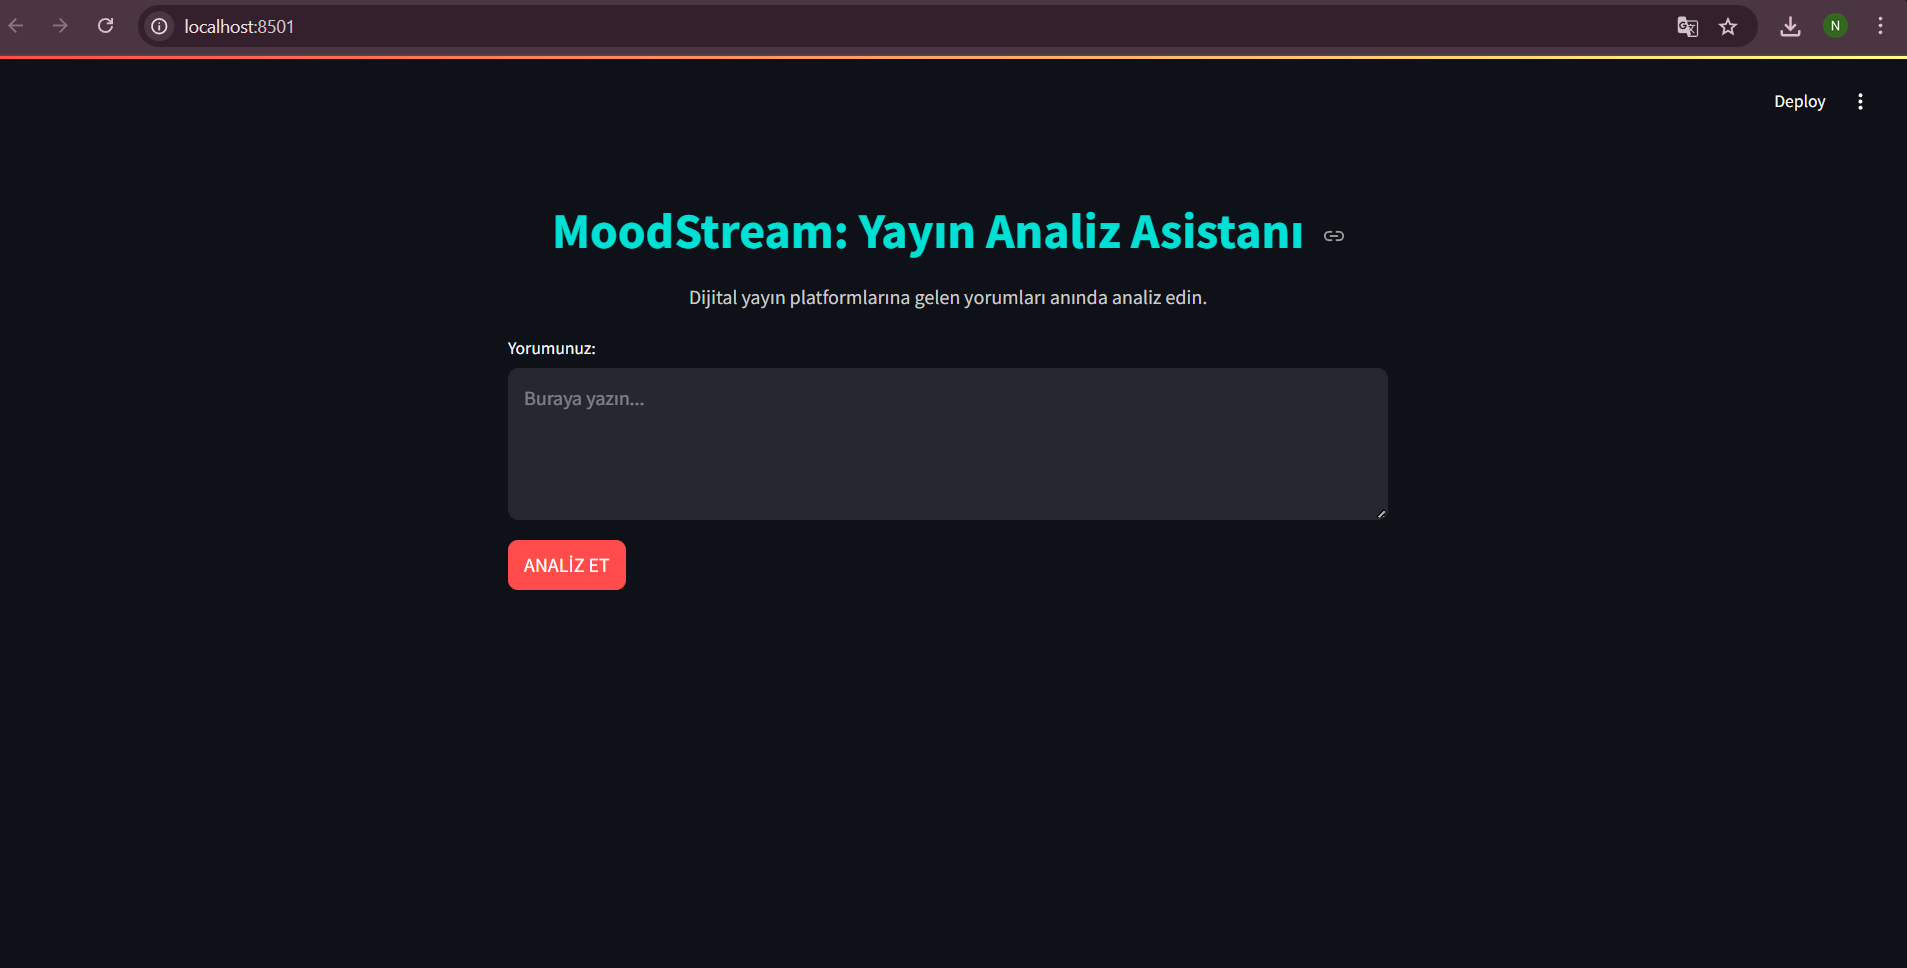 localhost:8501
N
Deploy
MoodStream: Yayın Analiz Asistanı
Dijital yayın platformlarına gelen yorumları anında analiz edin.
Yorumunuz:
Buraya yazın...
ANALİZ ET